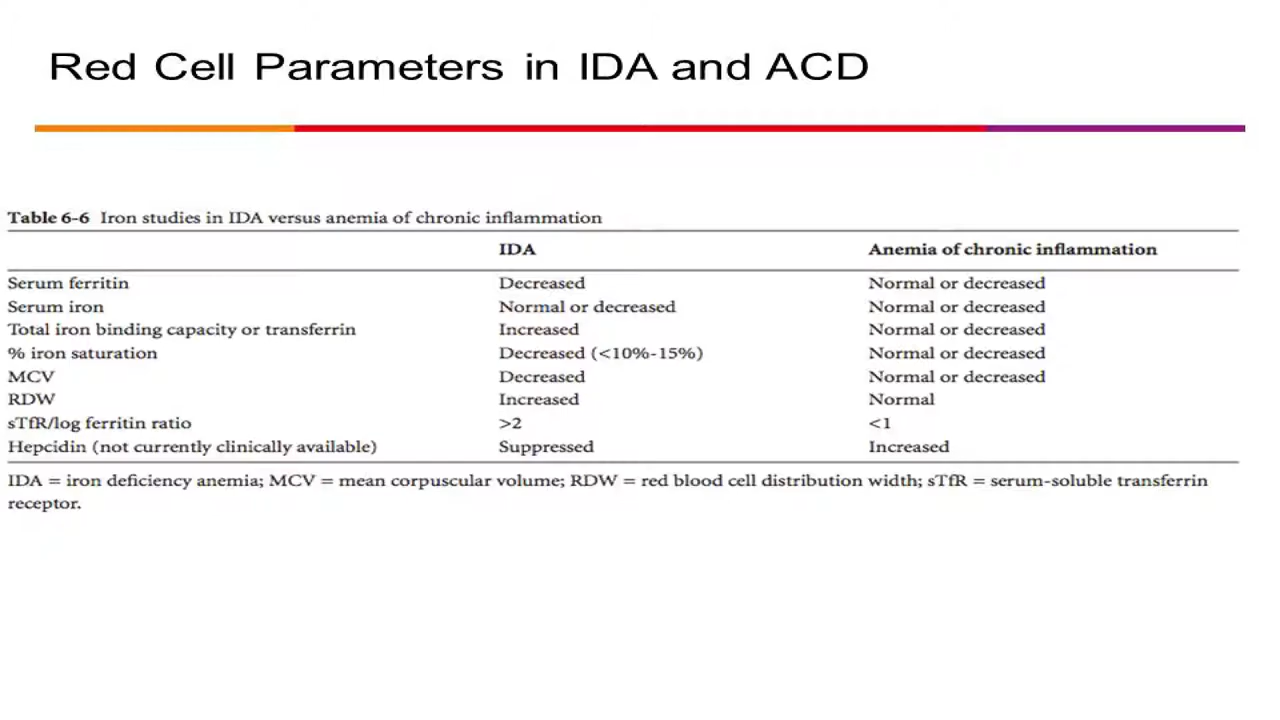 Red Cell Parameters in IDA and ACD
Table 6-6 Iron studies in IDA versus anemia of chronic inflammation
IDA Anemia of chronic inflammation
Serum ferritin Decreased Normal or decreased
Serum iron Normal or decreased Normal or decreased
Total iron binding capacity or transferrin Increased Normal or decreased
% iron saturation Decreased (<10%-15%) Normal or decreased
MCV Decreased Normal or decreased
RDW Increased Normal
sTfR/log ferritin ratio >2 <1
Hepcidin (not currently clinically available) Suppressed Increased
IDA = iron deficiency anemia; MCV = mean corpuscular volume; RDW = red blood cell distribution width; sTfR = serum-soluble transferrin
receptor.